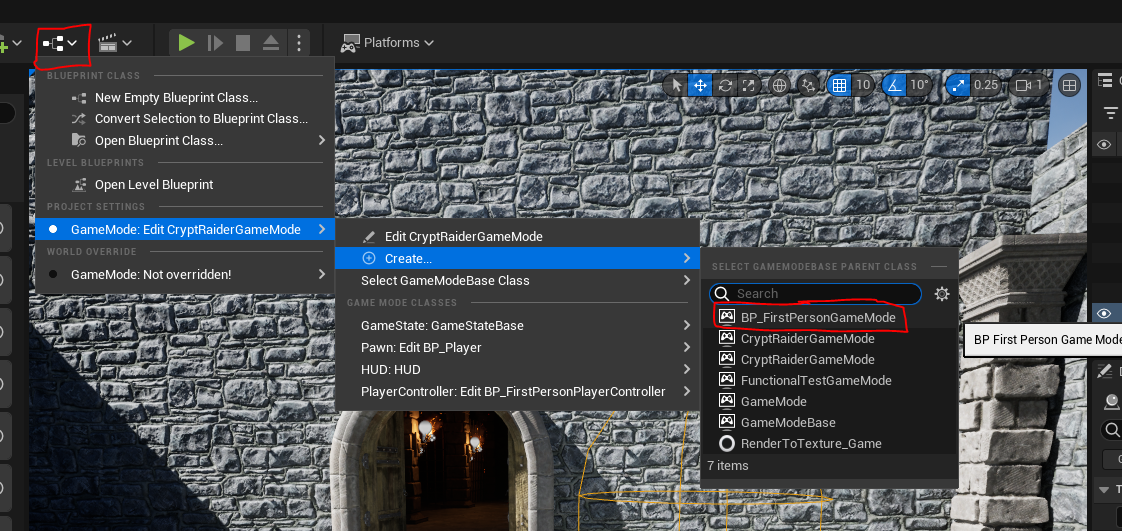 Platforms
BLUEPRINT CLASS
New Empty Blueprint Class...
Convert Selection to Blueprint Class...
Open Blueprint Class...
LEVEL BLUEPRINTS
Open Level Blueprint
PROJECT SETTINGS
GameMode: Edit CryptRaiderGameMode
WORLD OVERRIDE
GameMode: Not overridden!
10
10°
0.25
1
Edit CryptRaiderGameMode
Create...
Select GameModeBase Class
GAME MODE CLASSES
GameState: GameStateBase
Pawn: Edit BP_Player
HUD: HUD
PlayerController: Edit BP_FirstPersonPlayerController
SELECT GAMEMODEBASE PARENT CLASS
Search
BP_FirstPersonGameMode
CryptRaiderGameMode
CryptRaiderGameMode
FunctionalTestGameMode
GameMode
GameModeBase
RenderToTexture_Game
7 items
BP First Person Game Mode